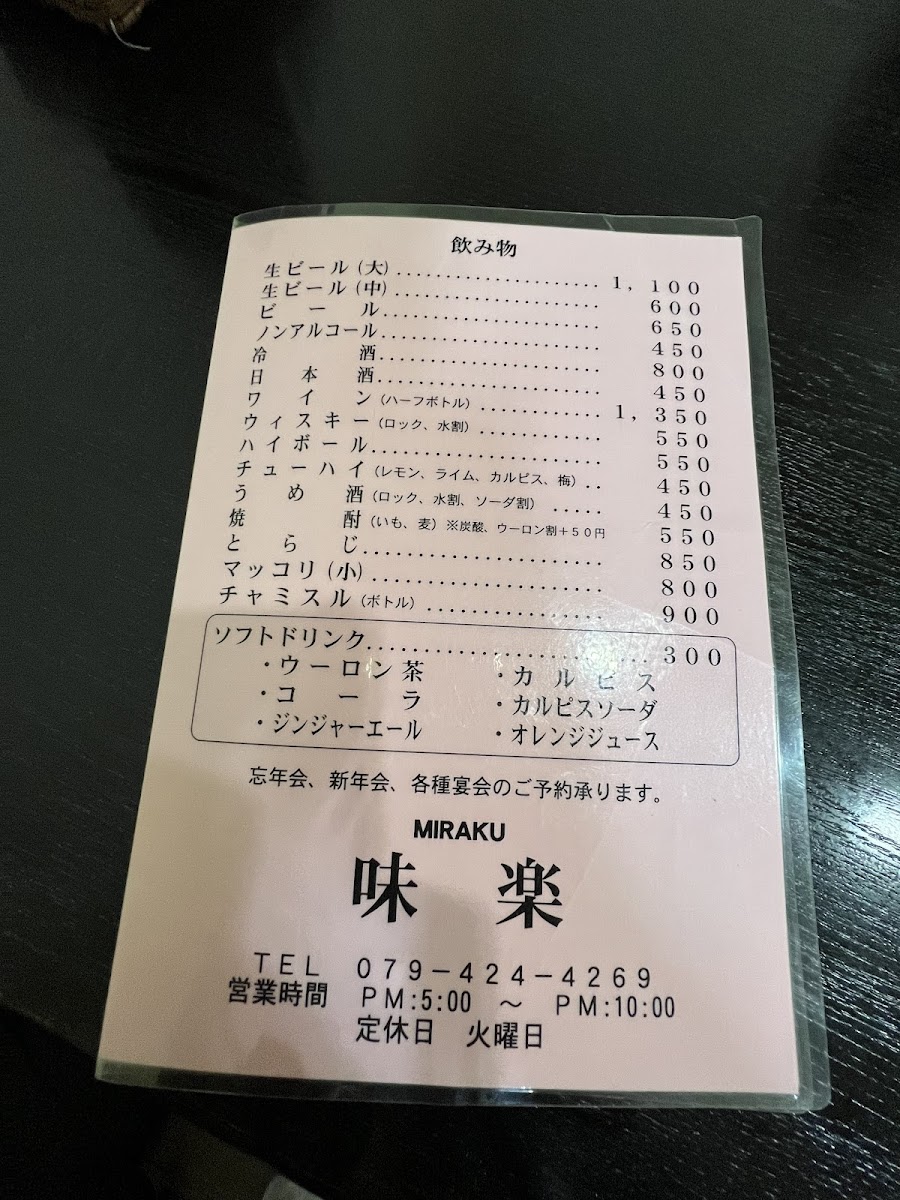 飲み物
生ビール(大) 1,100
生ビール(中) 600
ビール 650
ノンアルコール 450
冷酒 800
日本酒 450
ワイン(ハーフボトル) 1,350
ウィスキー(ロック、水割) 550
ハイボール 550
チューハイ(レモン、ライム、カルピス、梅) 450
うめ酒(ロック、水割、ソーダ割) 450
焼酎(いも、麦)※炭酸、ウーロン割+50円 550
とらじ 850
マッコリ(小) 800
チャミスル(ボトル) 900
ソフトドリンク 300
・ウーロン茶 ・カルピス
・コーラ ・カルピスソーダ
・ジンジャーエール ・オレンジジュース
忘年会、新年会、各種宴会のご予約承ります。
MIRAKU
味楽
TEL 079-424-4269
営業時間 PM:5:00 ～ PM:10:00
定休日 火曜日